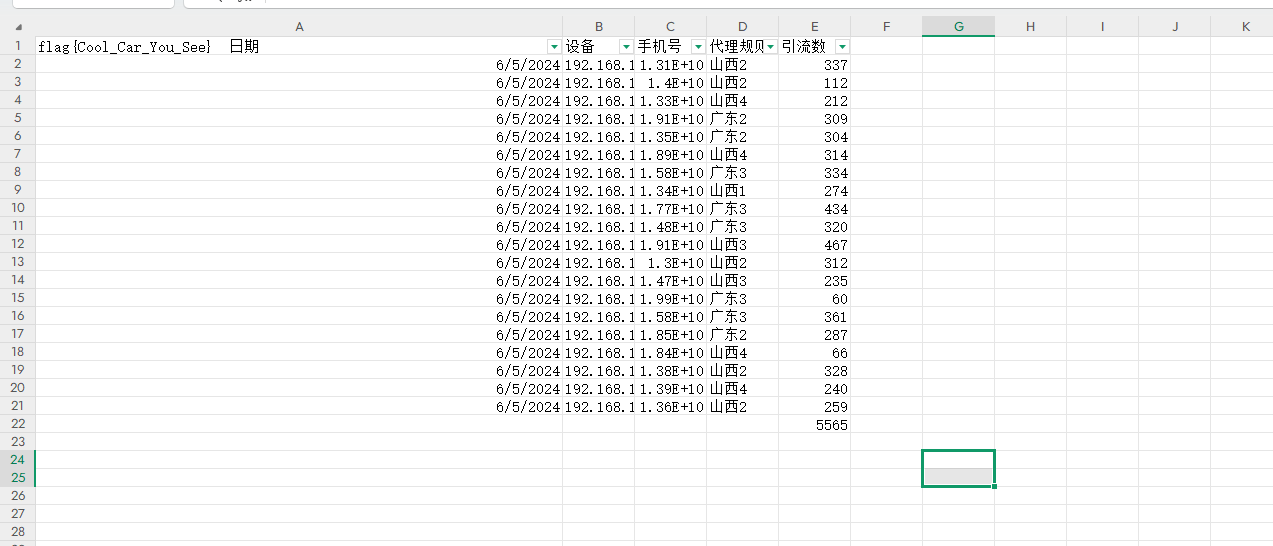 A B C D E F G H I J K
1 flag{Cool_Car_You_See} 日期 设备 手机号 代理规则 引流数
2 6/5/2024 192.168.1 1.31E+10 山西2 337
3 6/5/2024 192.168.1 1.4E+10 山西2 112
4 6/5/2024 192.168.1 1.33E+10 山西4 212
5 6/5/2024 192.168.1 1.91E+10 广东2 309
6 6/5/2024 192.168.1 1.35E+10 广东2 304
7 6/5/2024 192.168.1 1.89E+10 山西4 314
8 6/5/2024 192.168.1 1.58E+10 广东3 334
9 6/5/2024 192.168.1 1.34E+10 山西1 274
10 6/5/2024 192.168.1 1.77E+10 广东3 434
11 6/5/2024 192.168.1 1.48E+10 广东3 320
12 6/5/2024 192.168.1 1.91E+10 山西3 467
13 6/5/2024 192.168.1 1.3E+10 山西2 312
14 6/5/2024 192.168.1 1.47E+10 山西3 235
15 6/5/2024 192.168.1 1.99E+10 广东3 60
16 6/5/2024 192.168.1 1.58E+10 广东3 361
17 6/5/2024 192.168.1 1.85E+10 广东2 287
18 6/5/2024 192.168.1 1.84E+10 山西4 66
19 6/5/2024 192.168.1 1.38E+10 山西2 328
20 6/5/2024 192.168.1 1.39E+10 山西4 240
21 6/5/2024 192.168.1 1.36E+10 山西2 259
22 5565
23
24
25
26
27
28